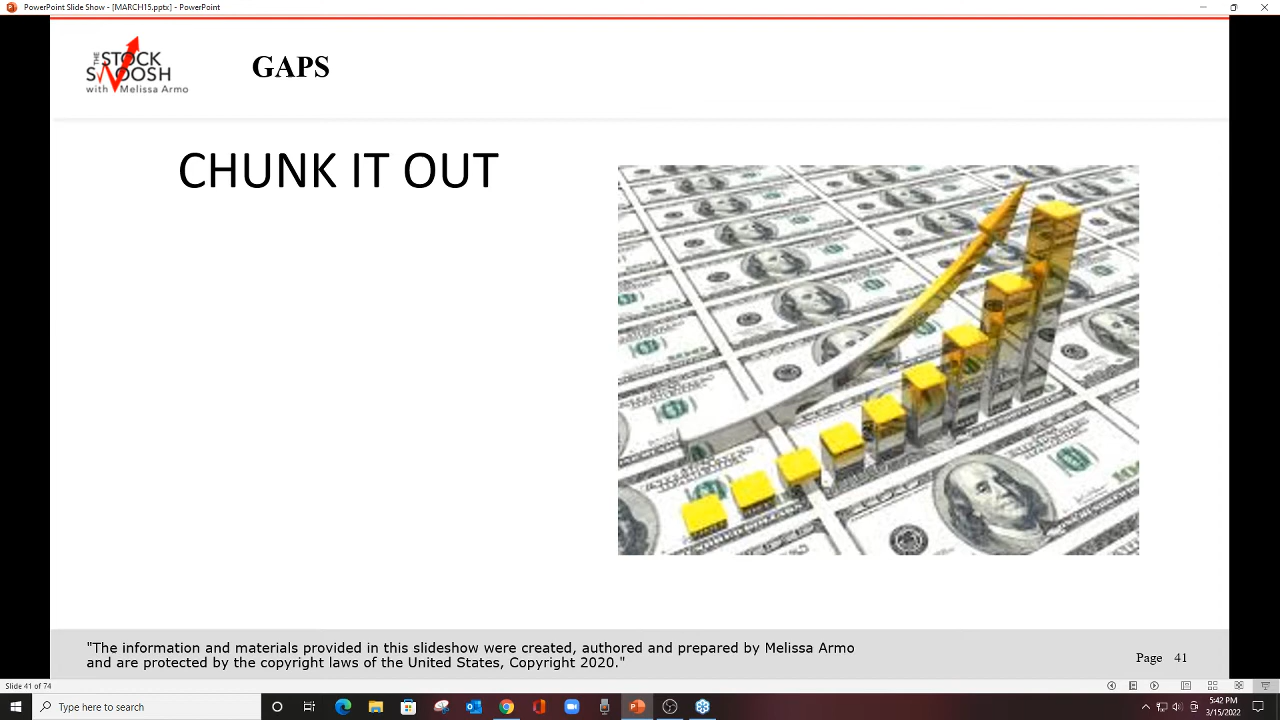 PowerPoint Slide Show - [MARCH15.pptx] - PowerPoint
THE
STOCK
SWOOSH
with Melissa Armo
GAPS
CHUNK IT OUT
"The information and materials provided in this slideshow were created, authored and prepared by Melissa Armo
and are protected by the copyright laws of the United States, Copyright 2020."
Page 41
Slide 41 of 74
Type here to search
5:42 PM
3/15/2022